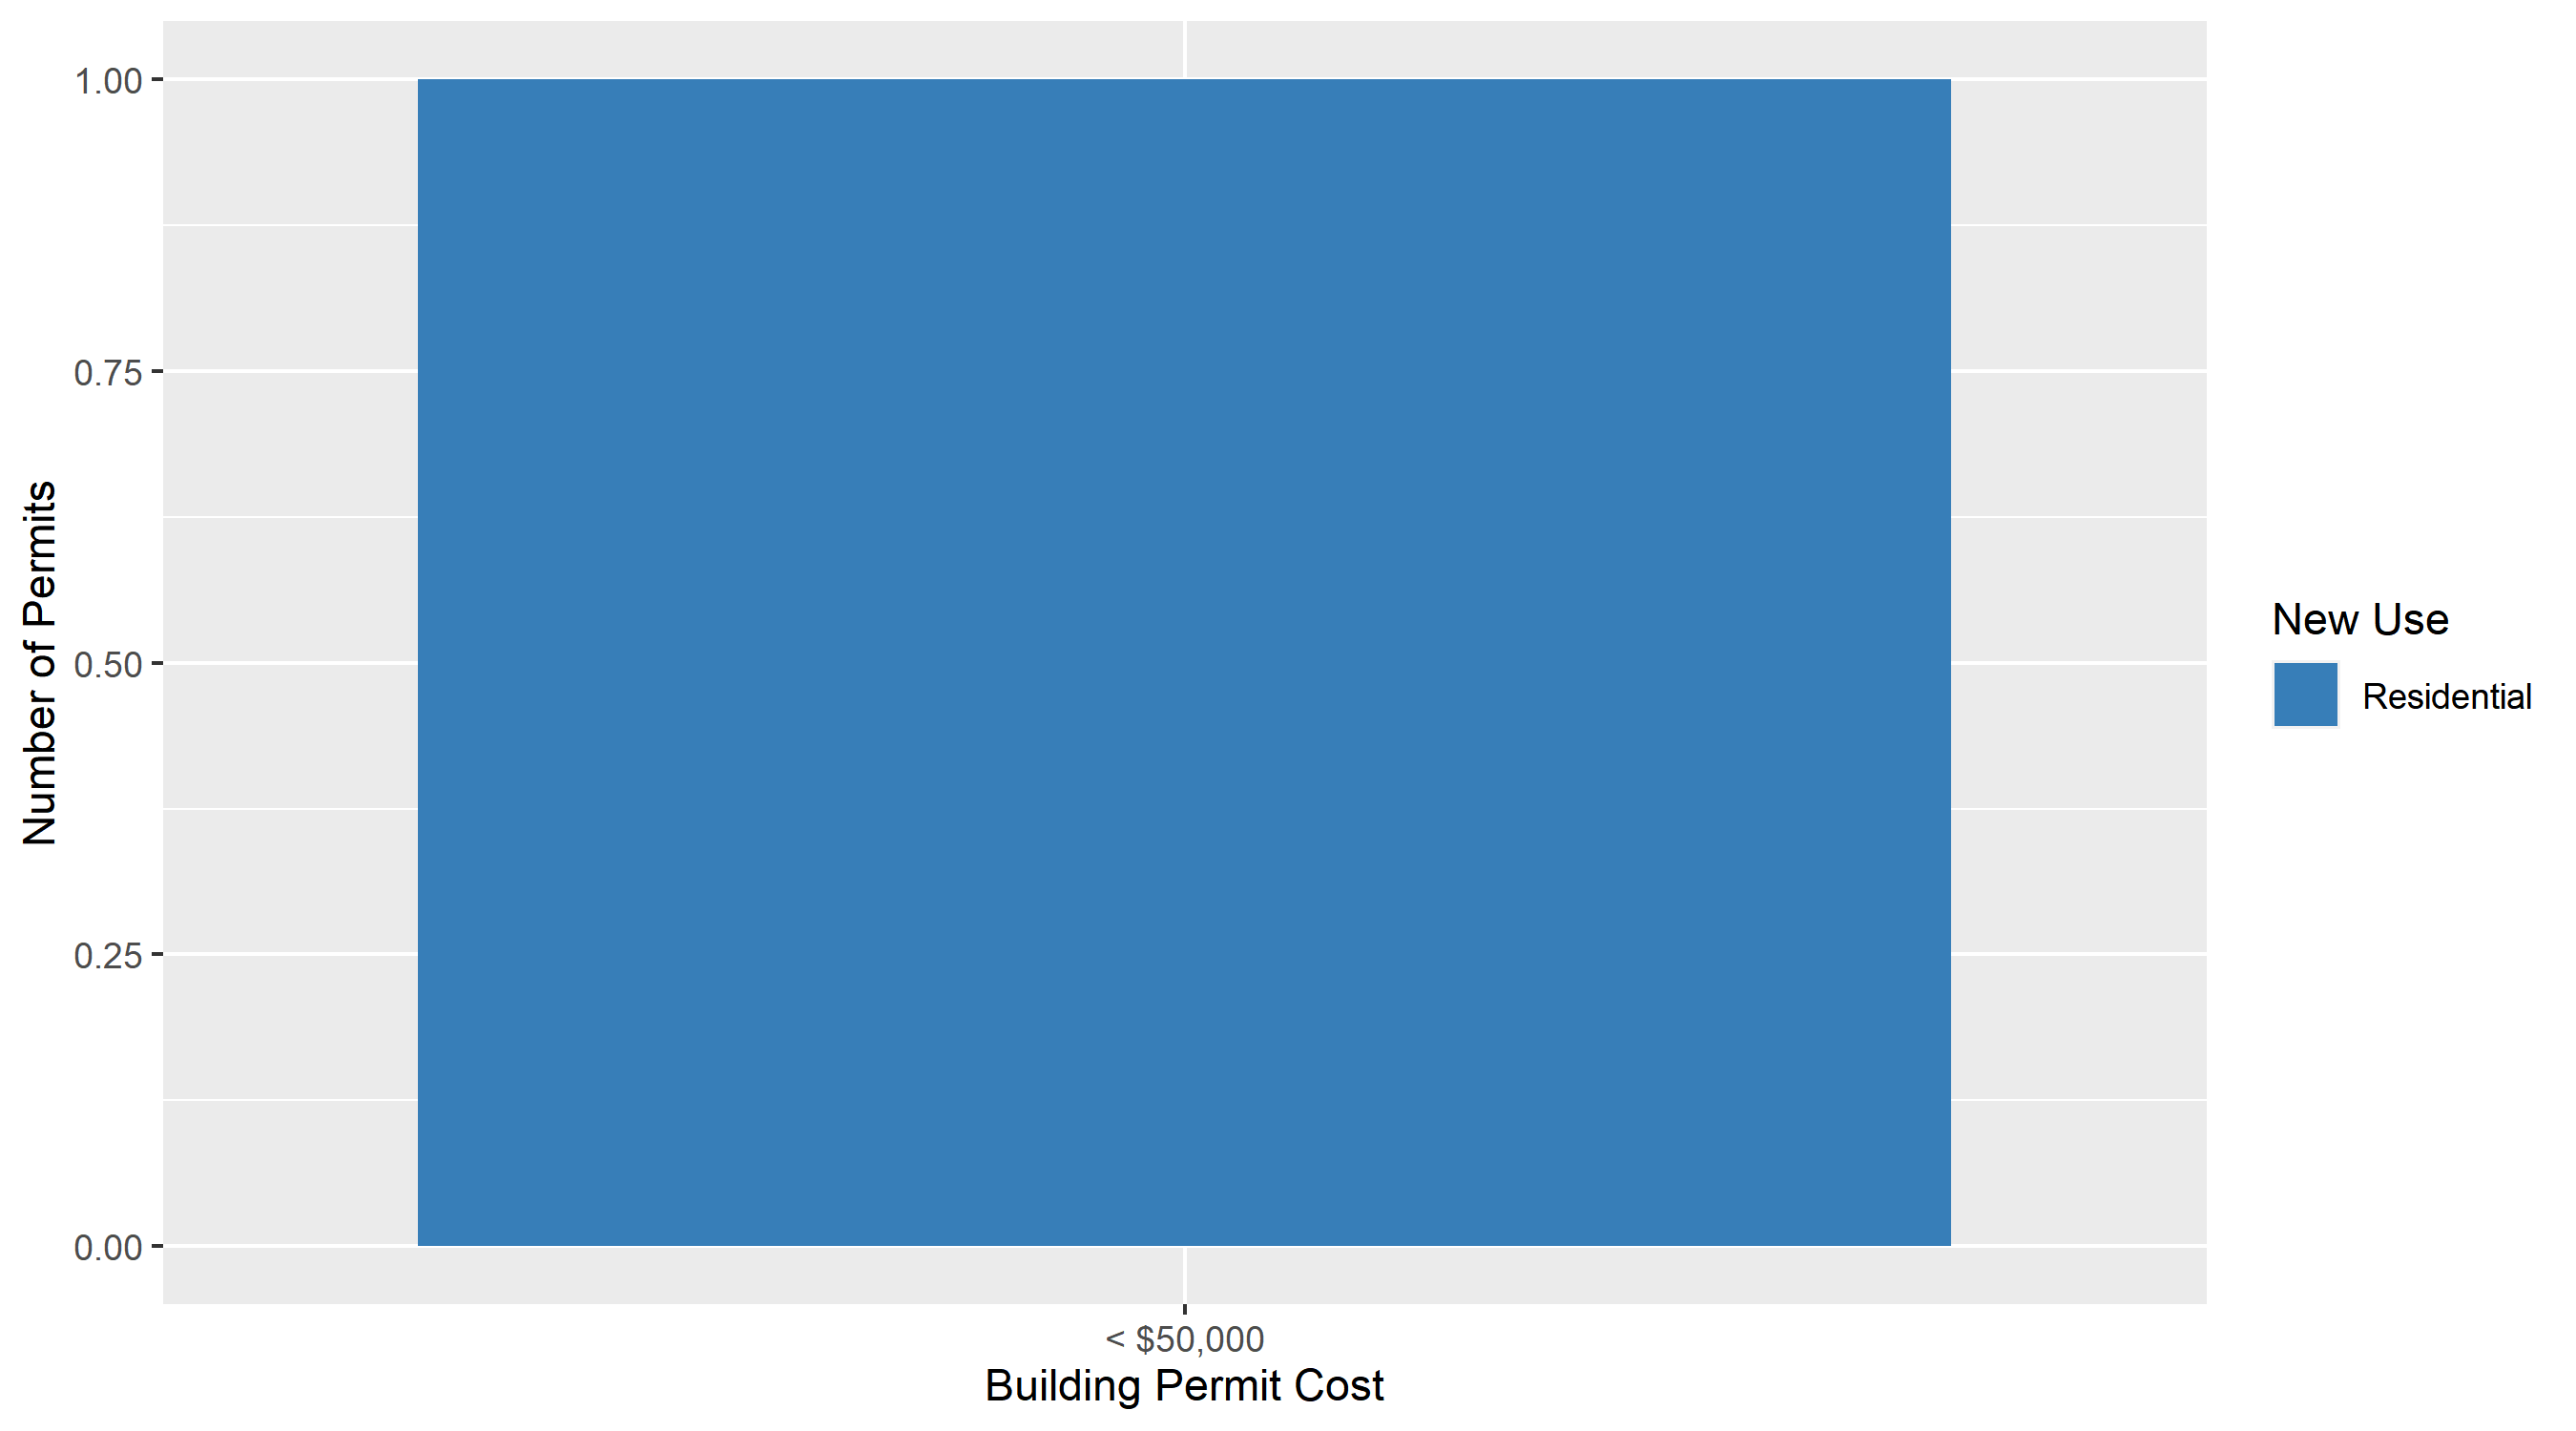 1.00
0.75
0.50
0.25
0.00
Number of Permits
< $50,000
Building Permit Cost
New Use
Residential